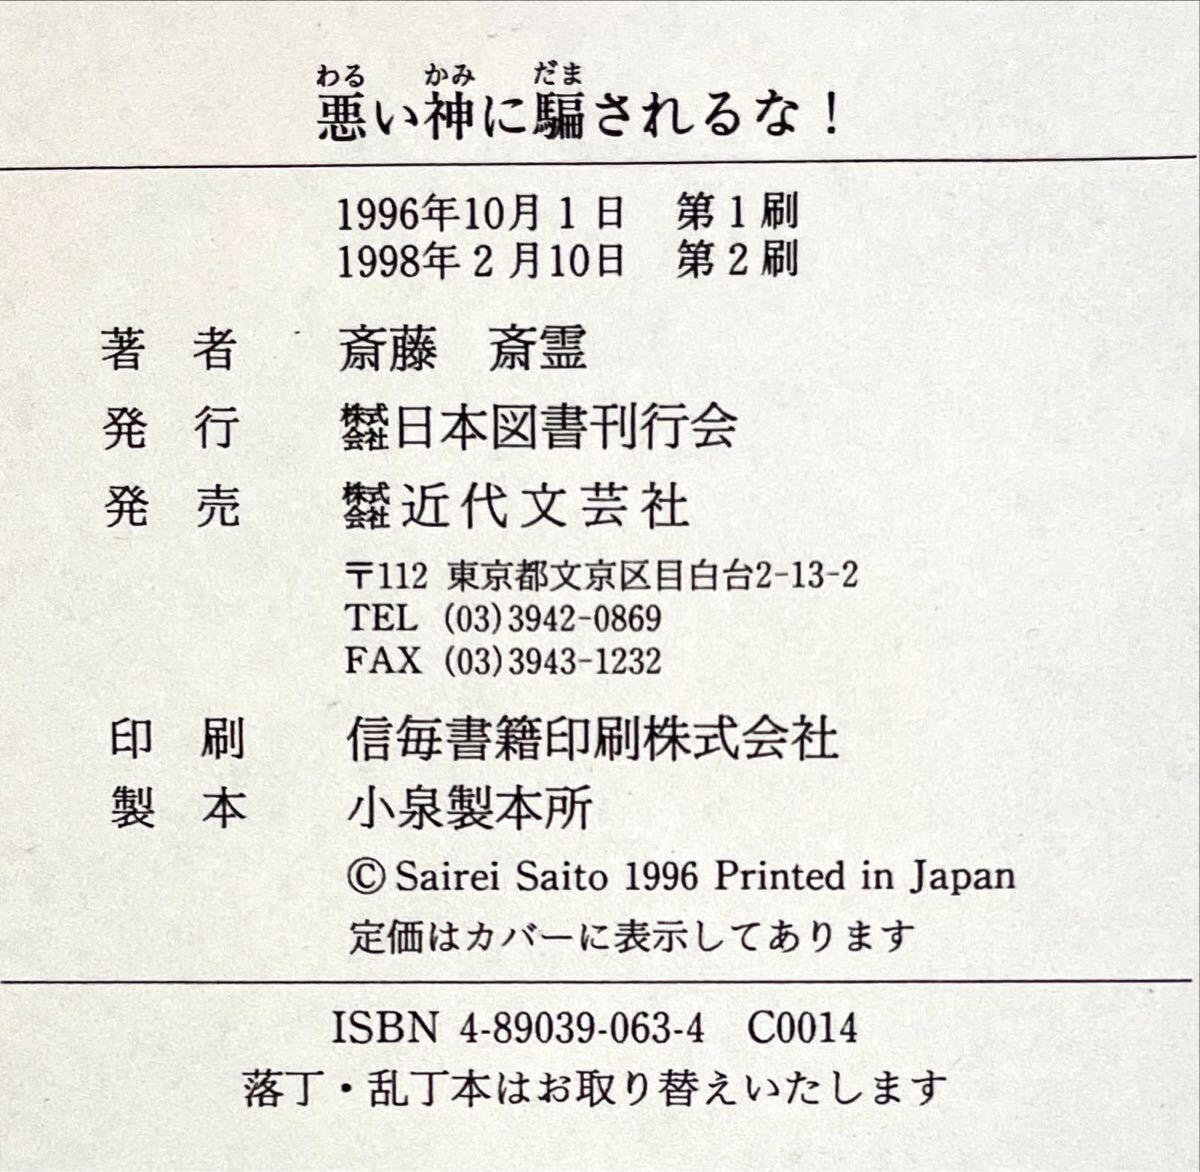 悪い神に騙されるな！
わる かみ だま
1996年10月1日 第1刷
1998年2月10日 第2刷
著者 斎藤 斎霊
発行 株式会社日本図書刊行会
発売 株式会社近代文芸社
〒112 東京都文京区目白台2-13-2
TEL (03)3942-0869
FAX (03)3943-1232
印刷 信毎書籍印刷株式会社
製本 小泉製本所
©Sairei Saito 1996 Printed in Japan
定価はカバーに表示してあります
ISBN 4-89039-063-4 C0014
落丁・乱丁本はお取り替えいたします